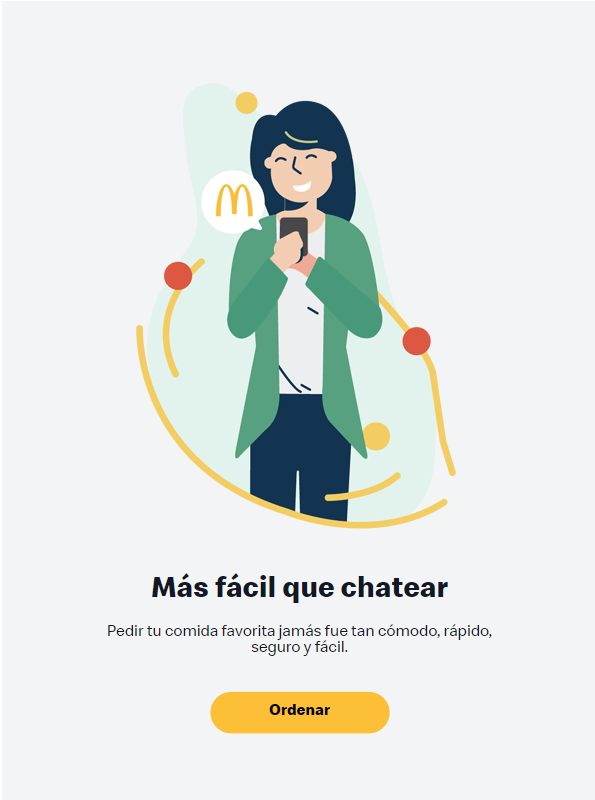 Más fácil que chatear
Pedir tu comida favorita jamás fue tan cómodo, rápido,
seguro y fácil.
Ordenar